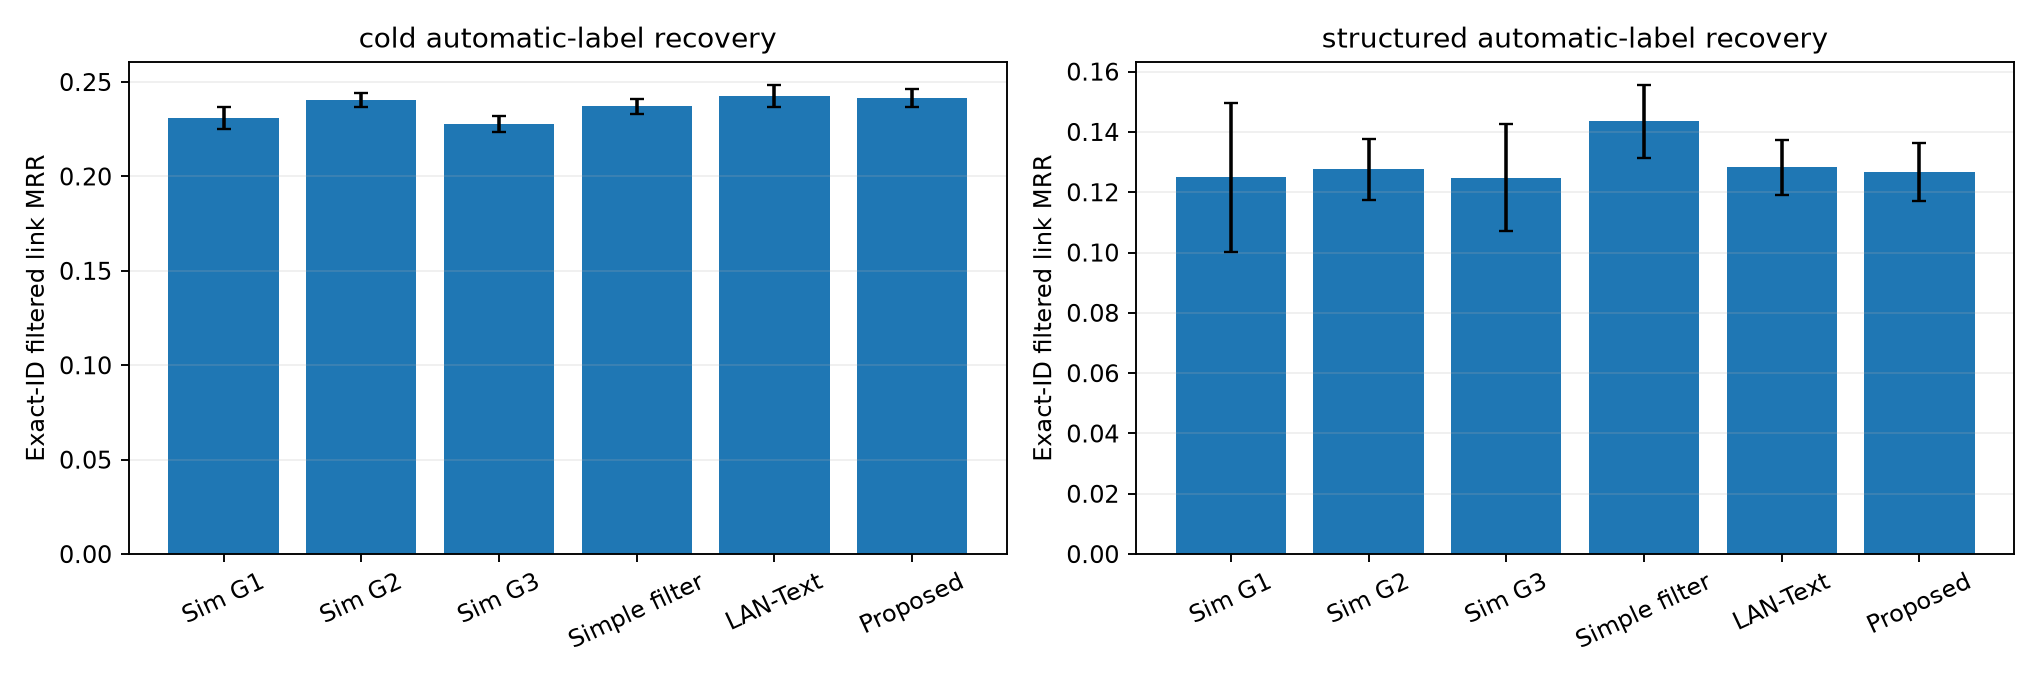 cold automatic-label recovery
Exact-ID filtered link MRR
0.25
0.20
0.15
0.10
0.05
0.00
Sim G1
Sim G2
Sim G3
Simple filter
LAN-Text
Proposed
structured automatic-label recovery
Exact-ID filtered link MRR
0.16
0.14
0.12
0.10
0.08
0.06
0.04
0.02
0.00
Sim G1
Sim G2
Sim G3
Simple filter
LAN-Text
Proposed